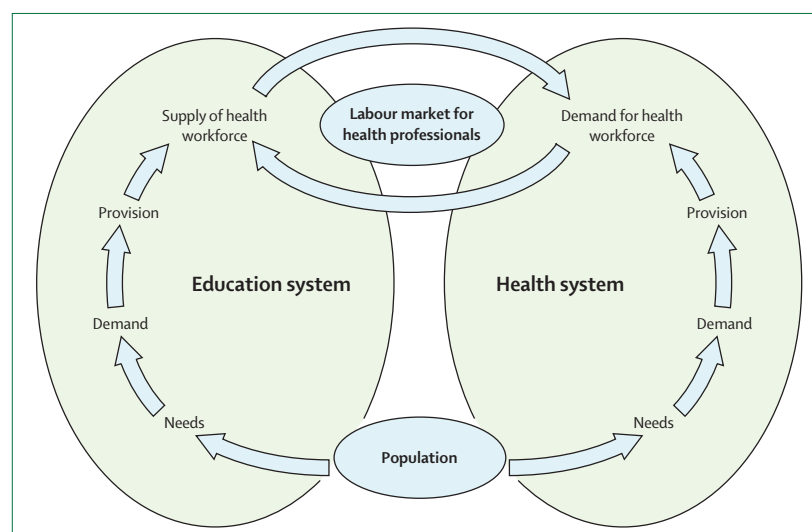 Supply of health
workforce
Labour market for
health professionals
Demand for health
workforce
Provision
Provision
Education system
Health system
Demand
Demand
Needs
Needs
Population